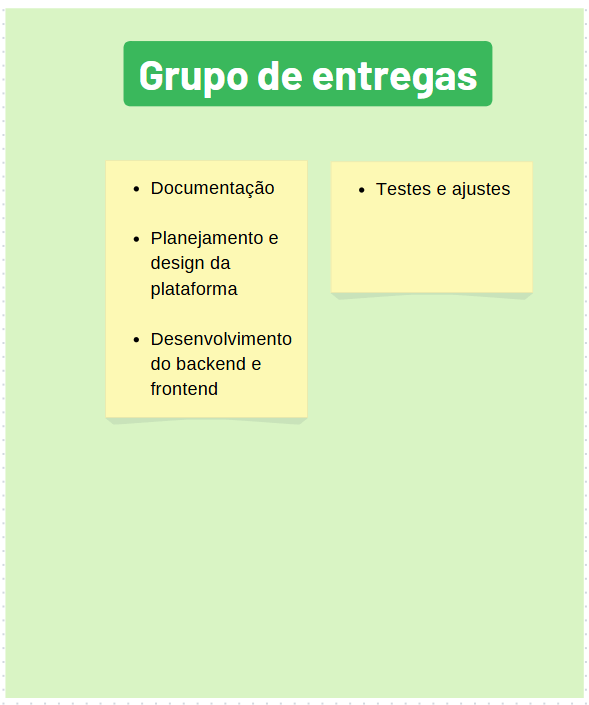 Grupo de entregas
• Documentação
• Planejamento e
design da
plataforma
• Desenvolvimento
do backend e
frontend
• Testes e ajustes